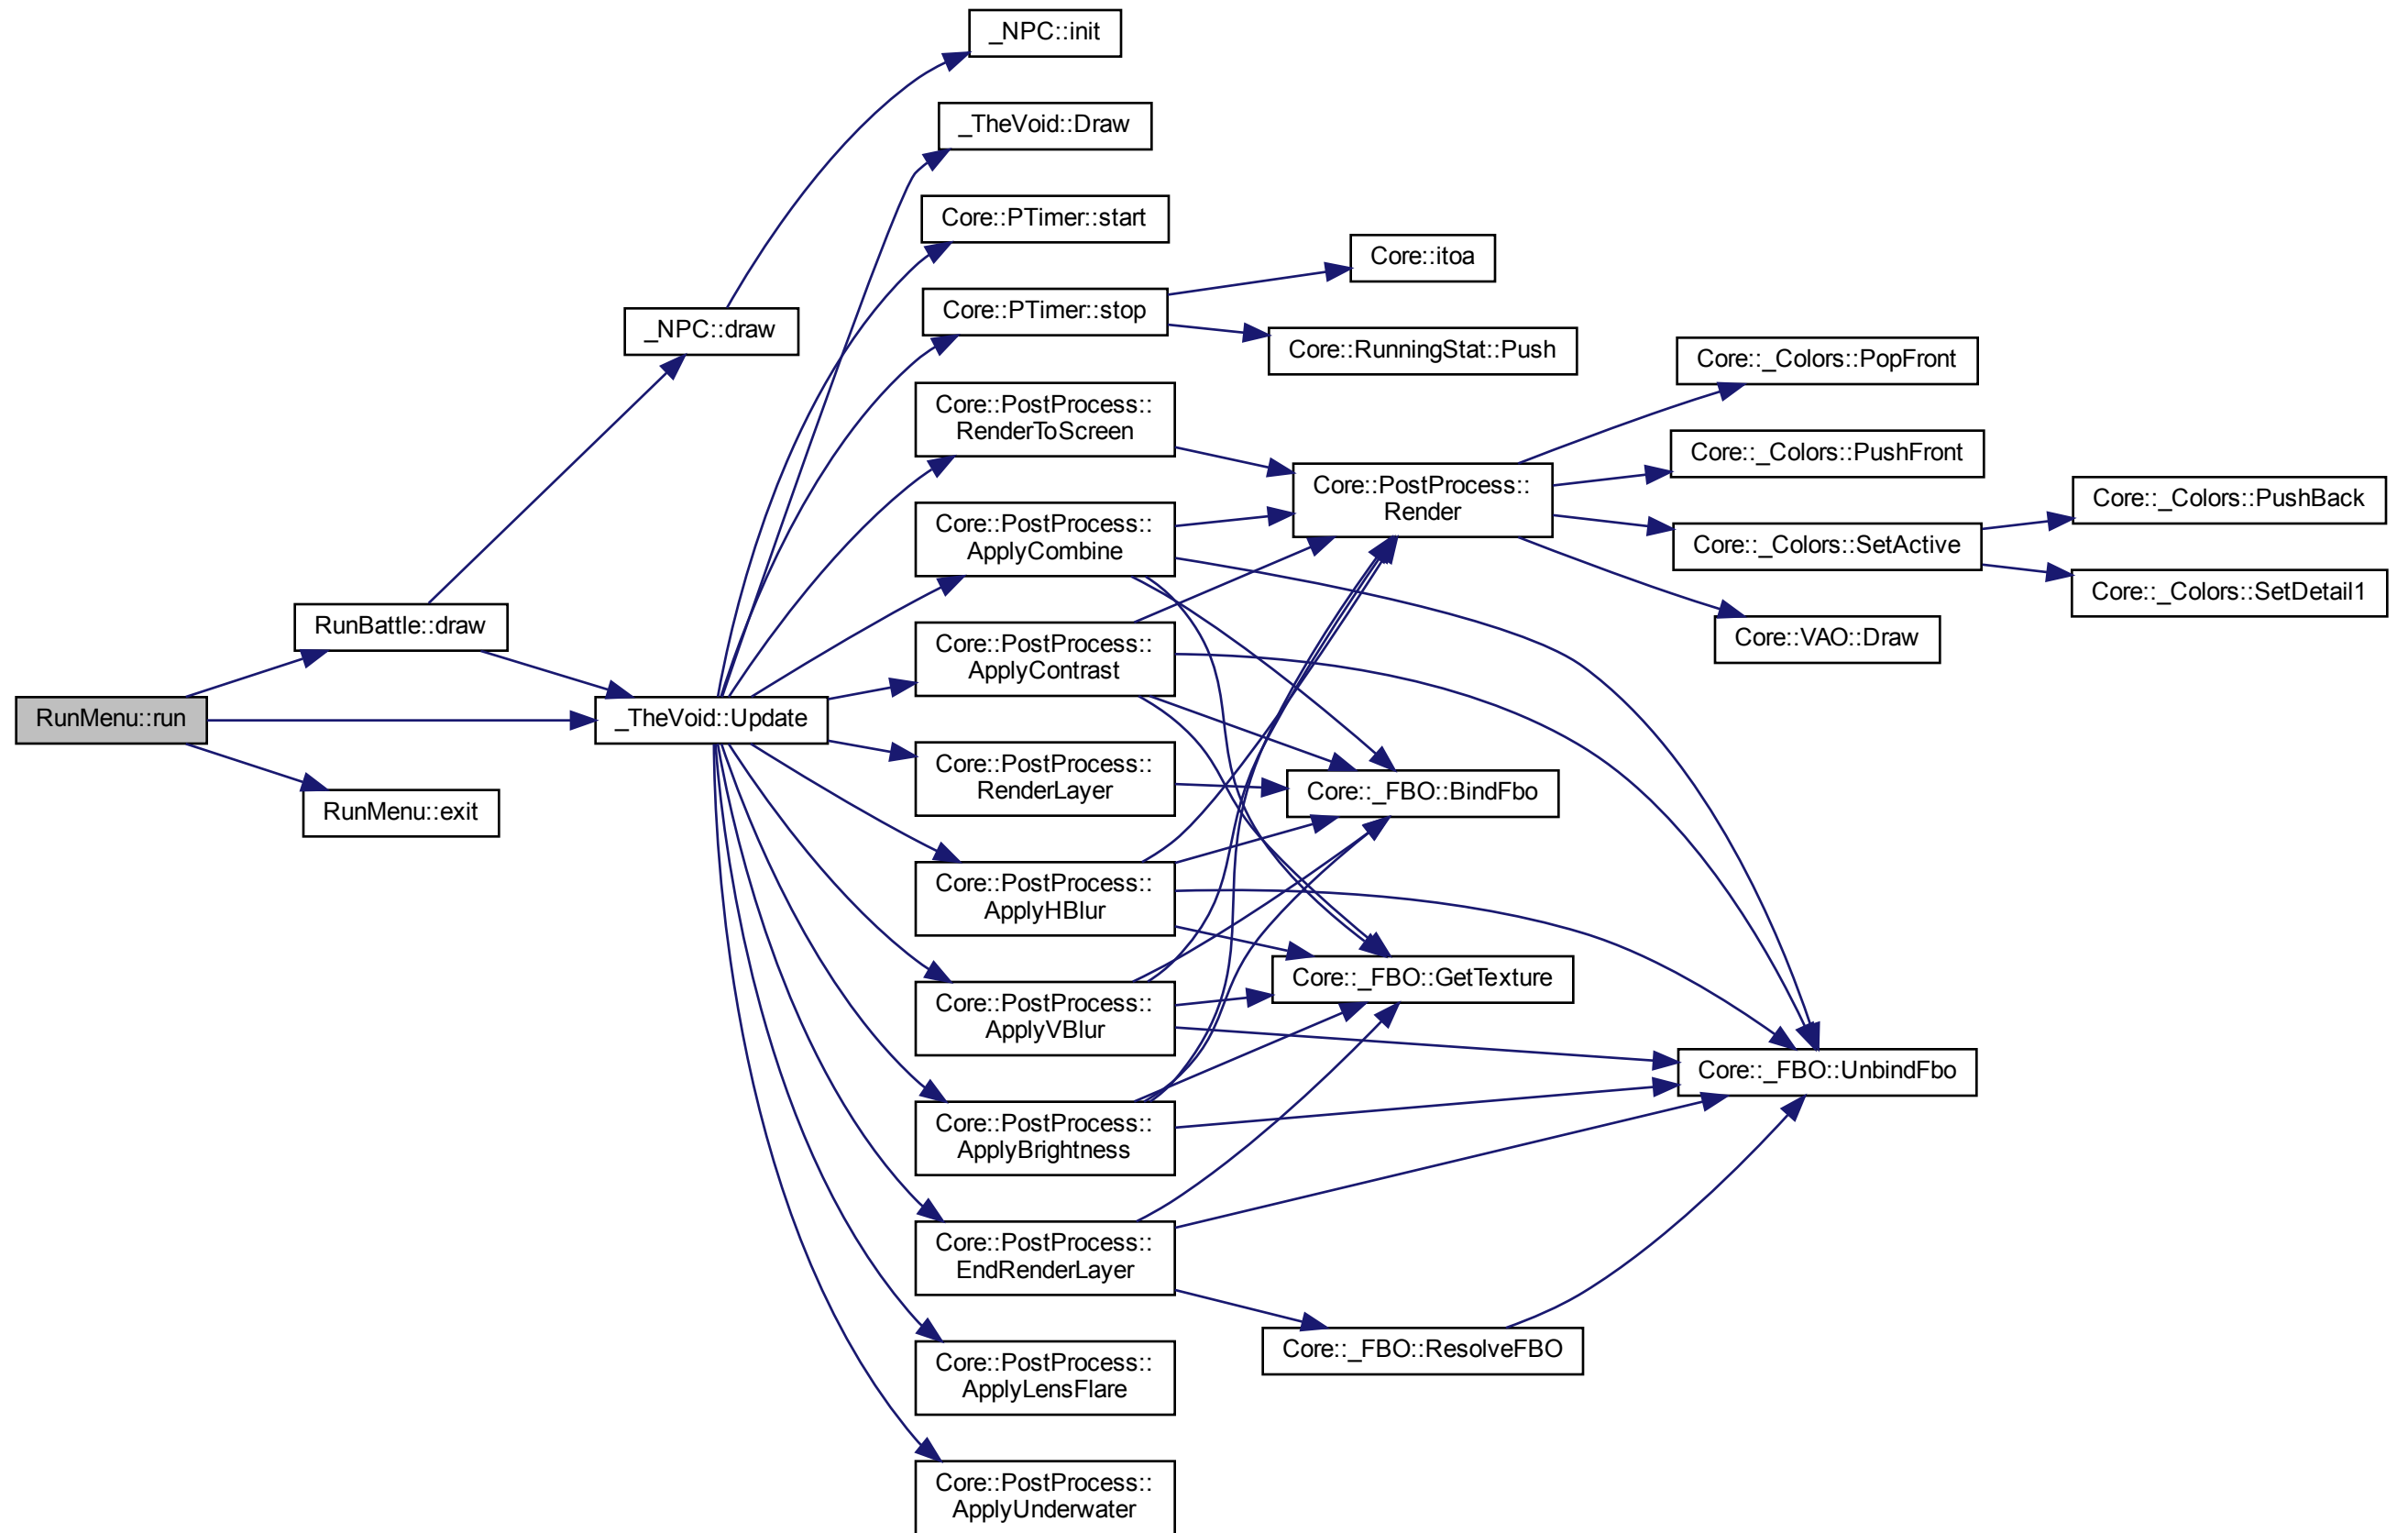 _NPC::init
_TheVoid::Draw
Core::PTimer::start
Core::itoa
Core::PTimer::stop
_NPC::draw
Core::RunningStat::Push
Core::_Colors::PopFront
Core::PostProcess::
RenderToScreen
Core::_Colors::PushFront
Core::PostProcess::
Render
Core::_Colors::PushBack
Core::PostProcess::
ApplyCombine
Core::_Colors::SetActive
Core::_Colors::SetDetail1
RunBattle::draw
Core::VAO::Draw
Core::PostProcess::
ApplyContrast
RunMenu::run
_TheVoid::Update
Core::PostProcess::
RenderLayer
Core::_FBO::BindFbo
RunMenu::exit
Core::PostProcess::
ApplyHBlur
Core::_FBO::GetTexture
Core::PostProcess::
ApplyVBlur
Core::_FBO::UnbindFbo
Core::PostProcess::
ApplyBrightness
Core::PostProcess::
EndRenderLayer
Core::_FBO::ResolveFBO
Core::PostProcess::
ApplyLensFlare
Core::PostProcess::
ApplyUnderwater